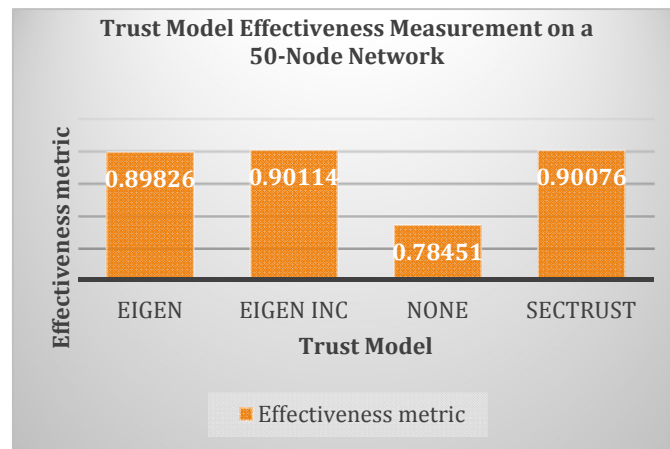 Trust Model Effectiveness Measurement on a
50-Node Network
Effectiveness metric
0.89826
0.90114
0.78451
0.90076
EIGEN
EIGEN INC
NONE
SECTRUST
Trust Model
Effectiveness metric